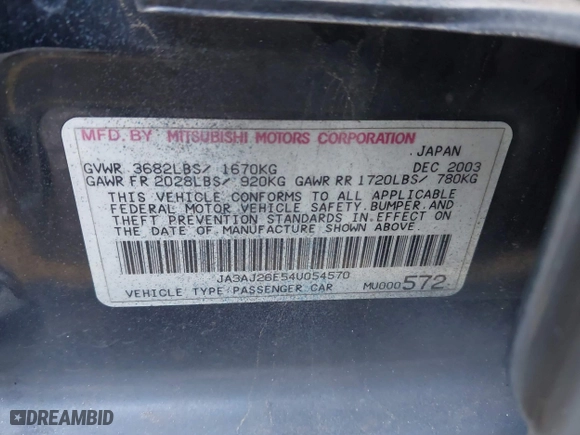 MFD. BY MITSUBISHI MOTORS CORPORATION
JAPAN
GVWR 3682LBS/ 1670KG DEC 2003
GAWR FR 2028LBS/ 920KG GAWR RR 1720LBS/ 780KG
THIS VEHICLE CONFORMS TO ALL APPLICABLE
FEDERAL MOTOR VEHICLE SAFETY, BUMPER, AND
THEFT PREVENTION STANDARDS IN EFFECT ON
THE DATE OF MANUFACTURE SHOWN ABOVE.
JA3AJ26E54U054570
VEHICLE TYPE/PASSENGER CAR MU000572
DREAMBID